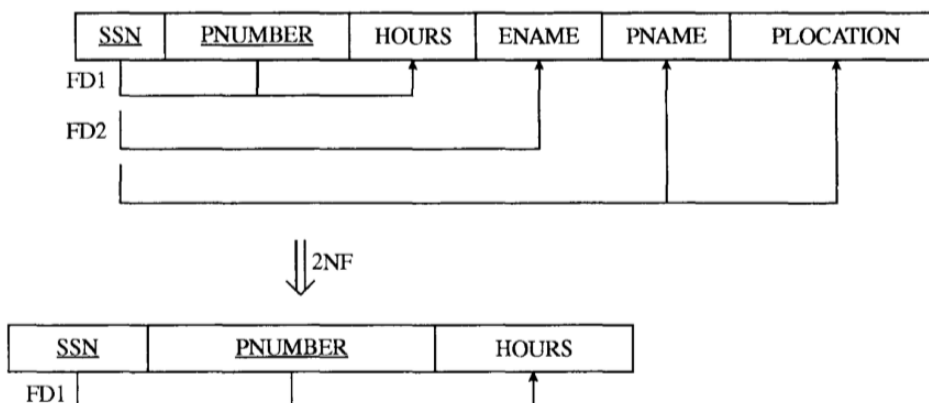 SSN PNUMBER HOURS ENAME PNAME PLOCATION
FD1
FD2
2NF
SSN PNUMBER HOURS
FD1